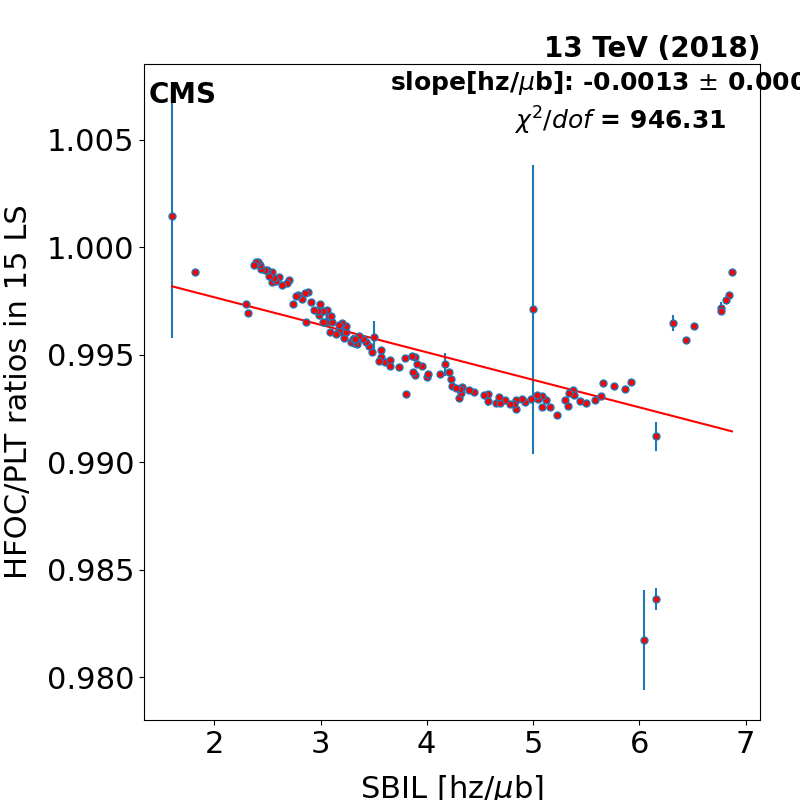 13 TeV (2018)
CMS
slope[hz/μb]: -0.0013 ± 0.000
χ²/dof = 946.31
HFOC/PLT ratios in 15 LS
1.005
1.000
0.995
0.990
0.985
0.980
2 3 4 5 6 7
SBIL [hz/μb]